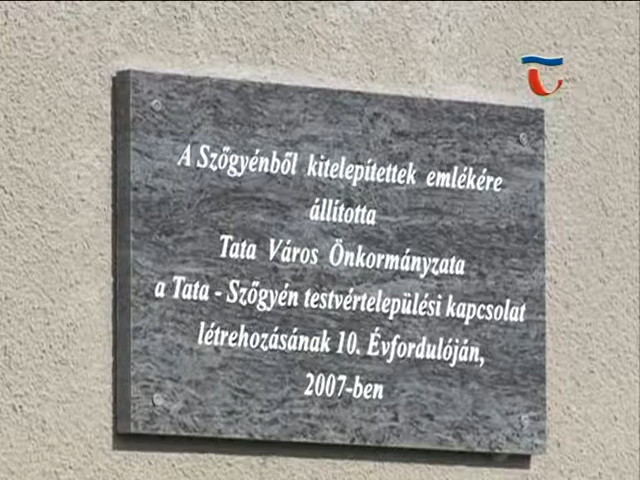 A Szőgyénből kitelepítettek emlékére
állította
Tata Város Önkormányzata
a Tata - Szőgyén testvértelepülési kapcsolat
létrehozásának 10. Évfordulóján,
2007-ben